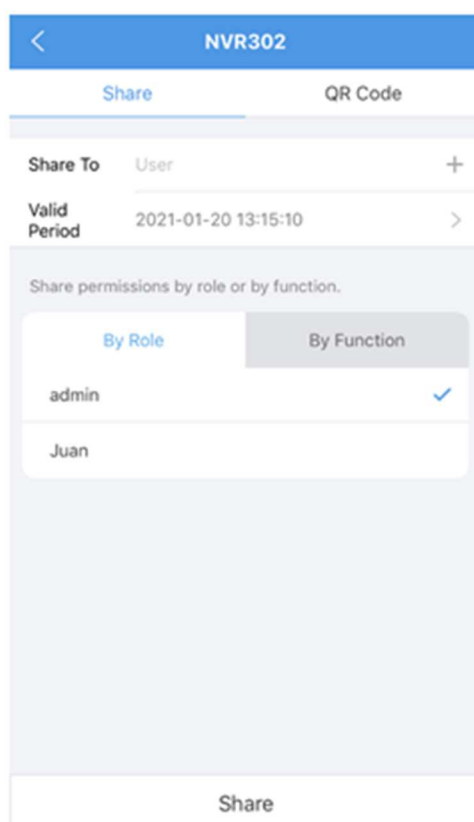 NVR302
Share
QR Code
Share To User
Valid Period 2021-01-20 13:15:10
Share permissions by role or by function.
By Role
By Function
admin
Juan
Share